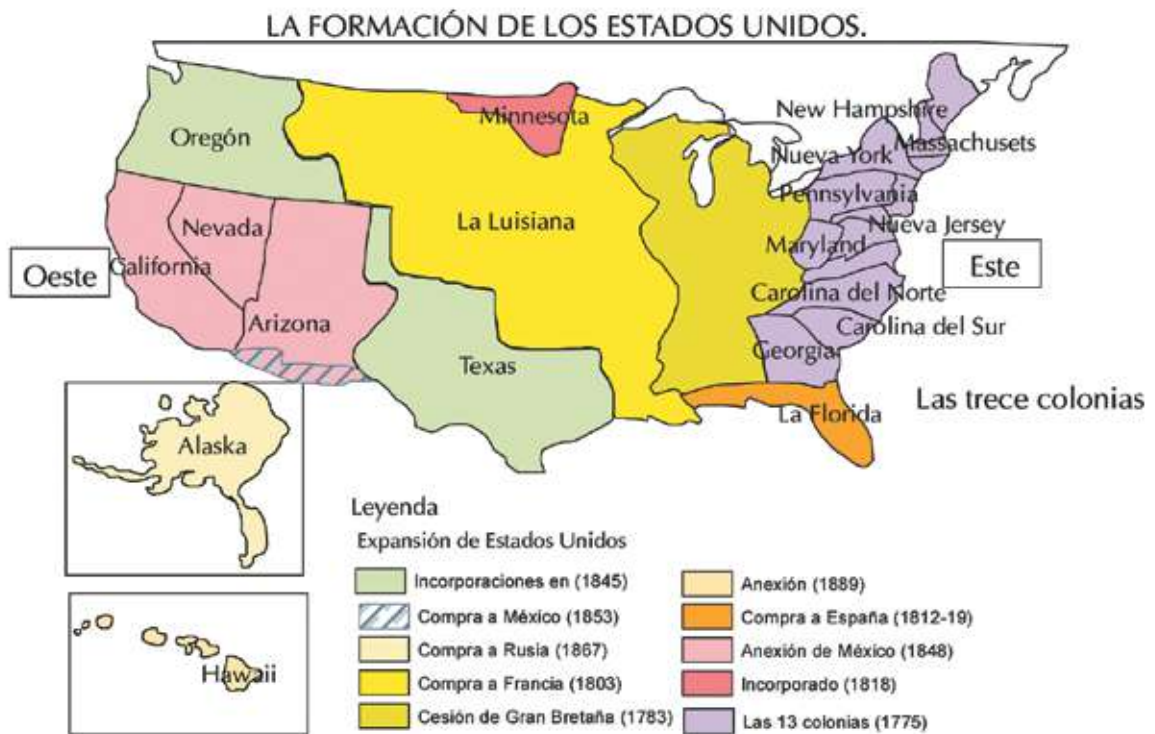 LA FORMACIÓN DE LOS ESTADOS UNIDOS.
New Hampshire
Minnesota
Massachusets
Oregón
Nueva York
Pennsylvania
La Luisiana
Nueva Jersey
Nevada
Maryland
Oeste
California
Este
Carolina del Norte
Arizona
Carolina del Sur
Georgia
Texas
Las trece colonias
La Florida
Alaska
Hawaii
Leyenda
Expansión de Estados Unidos
Incorporaciones en (1845)
Compra a México (1853)
Compra a Rusia (1867)
Compra a Francia (1803)
Cesión de Gran Bretaña (1783)
Anexión (1889)
Compra a España (1812-19)
Anexión de México (1848)
Incorporado (1818)
Las 13 colonias (1775)